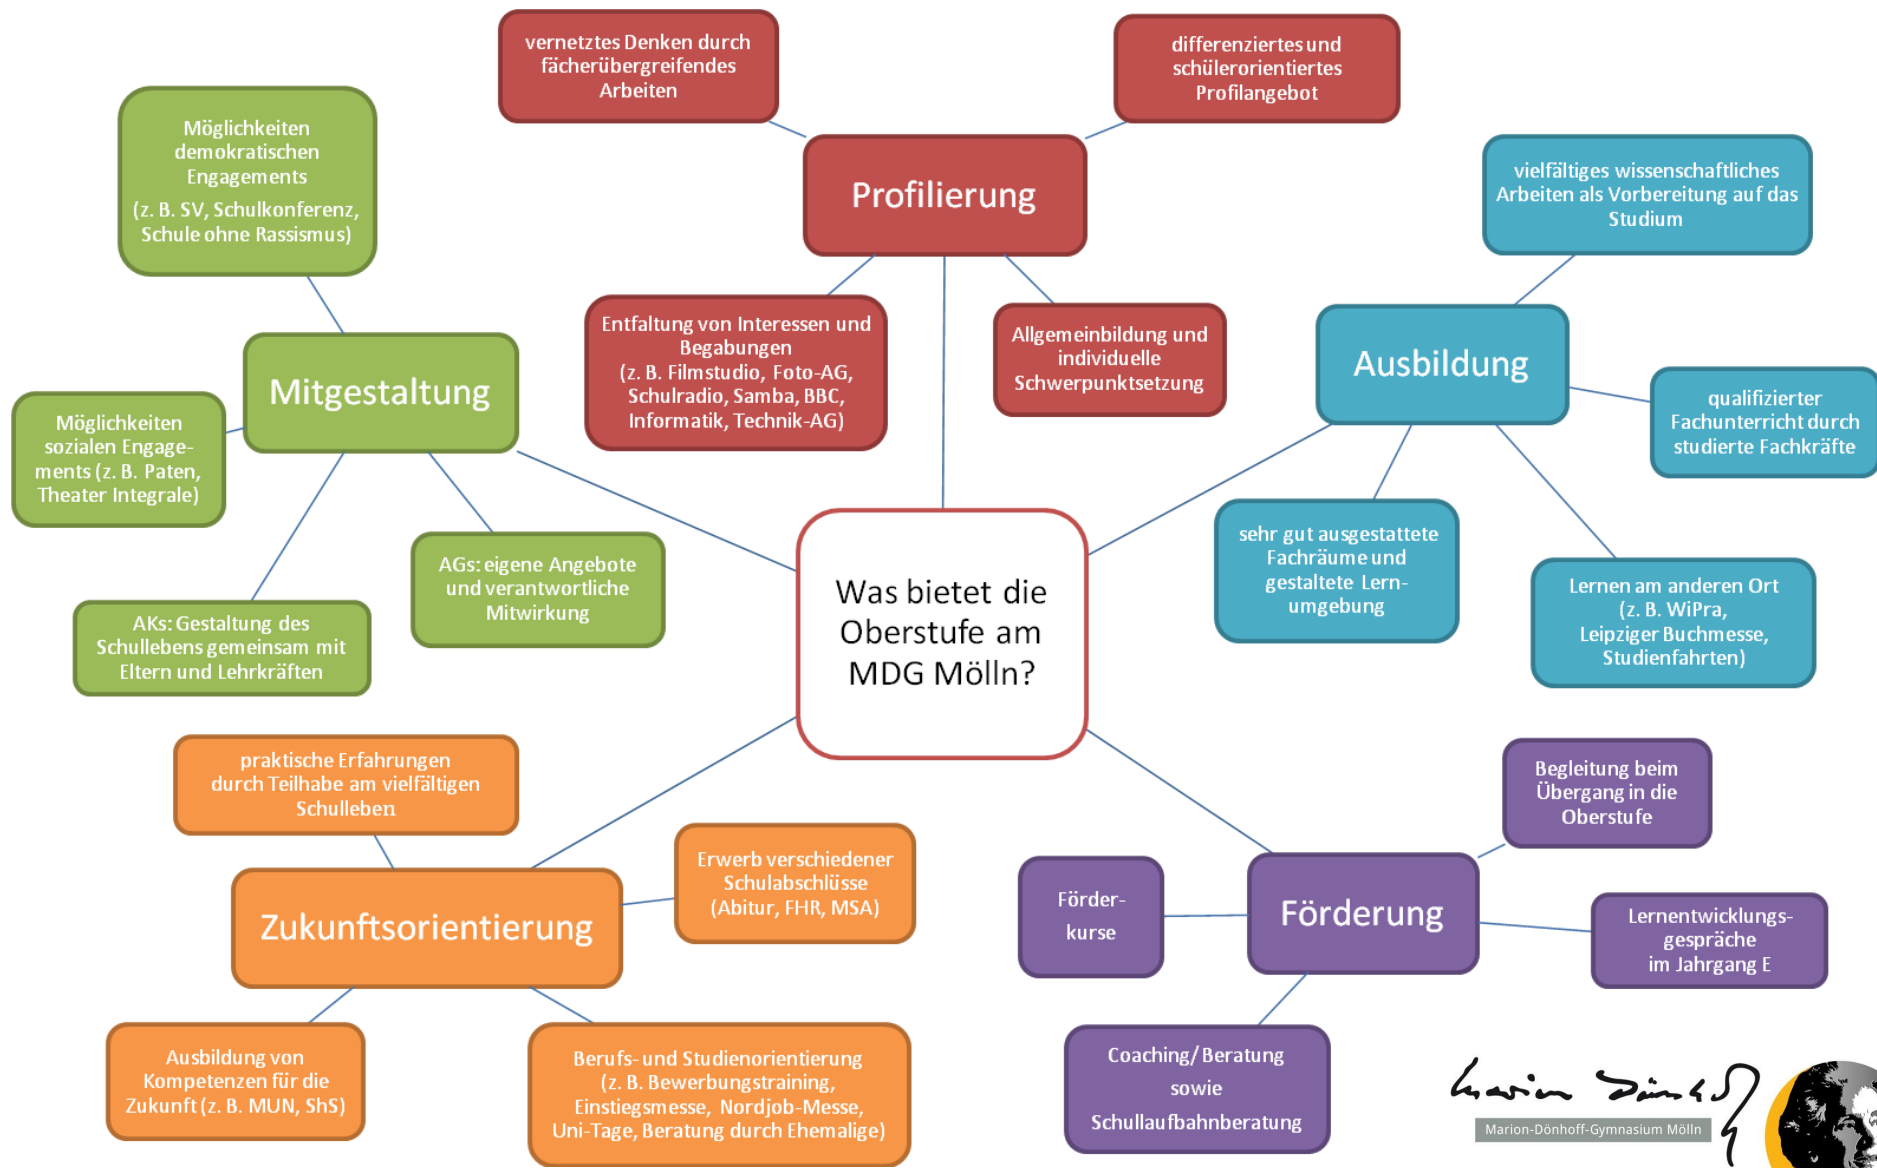 vernetztes Denken durch
fächerübergreifendes
Arbeiten
differenziertes und
schülerorientiertes
Profilangebot
Profilierung
Entfaltung von Interessen und
Begabungen
(z. B. Filmstudio, Foto-AG,
Schulradio, Samba, BBC,
Informatik, Technik-AG)
Allgemeinbildung und
individuelle
Schwerpunktsetzung
Möglichkeiten
demokratischen
Engagements
(z. B. SV, Schulkonferenz,
Schule ohne Rassismus)
Mitgestaltung
Möglichkeiten
sozialen Engage-
ments (z. B. Paten,
Theater Integrale)
AGs: eigene Angebote
und verantwortliche
Mitwirkung
AKs: Gestaltung des
Schullebens gemeinsam mit
Eltern und Lehrkräften
vielfältiges wissenschaftliches
Arbeiten als Vorbereitung auf das
Studium
Ausbildung
qualifizierter
Fachunterricht durch
studierte Fachkräfte
sehr gut ausgestattete
Fachräume und
gestaltete Lern-
umgebung
Lernen am anderen Ort
(z. B. WiPra,
Leipziger Buchmesse,
Studienfahrten)
Was bietet die
Oberstufe am
MDG Mölln?
praktische Erfahrungen
durch Teilhabe am vielfältigen
Schulleben
Erwerb verschiedener
Schulabschlüsse
(Abitur, FHR, MSA)
Zukunftsorientierung
Ausbildung von
Kompetenzen für die
Zukunft (z. B. MUN, ShS)
Berufs- und Studienorientierung
(z. B. Bewerbungstraining,
Einstiegsmesse, Nordjob-Messe,
Uni-Tage, Beratung durch Ehemalige)
Begleitung beim
Übergang in die
Oberstufe
Förder-
kurse
Förderung
Lernentwicklungs-
gespräche
im Jahrgang E
Coaching/ Beratung
sowie
Schullaufbahnberatung
Marion Dönhoff
Marion-Dönhoff-Gymnasium Mölln